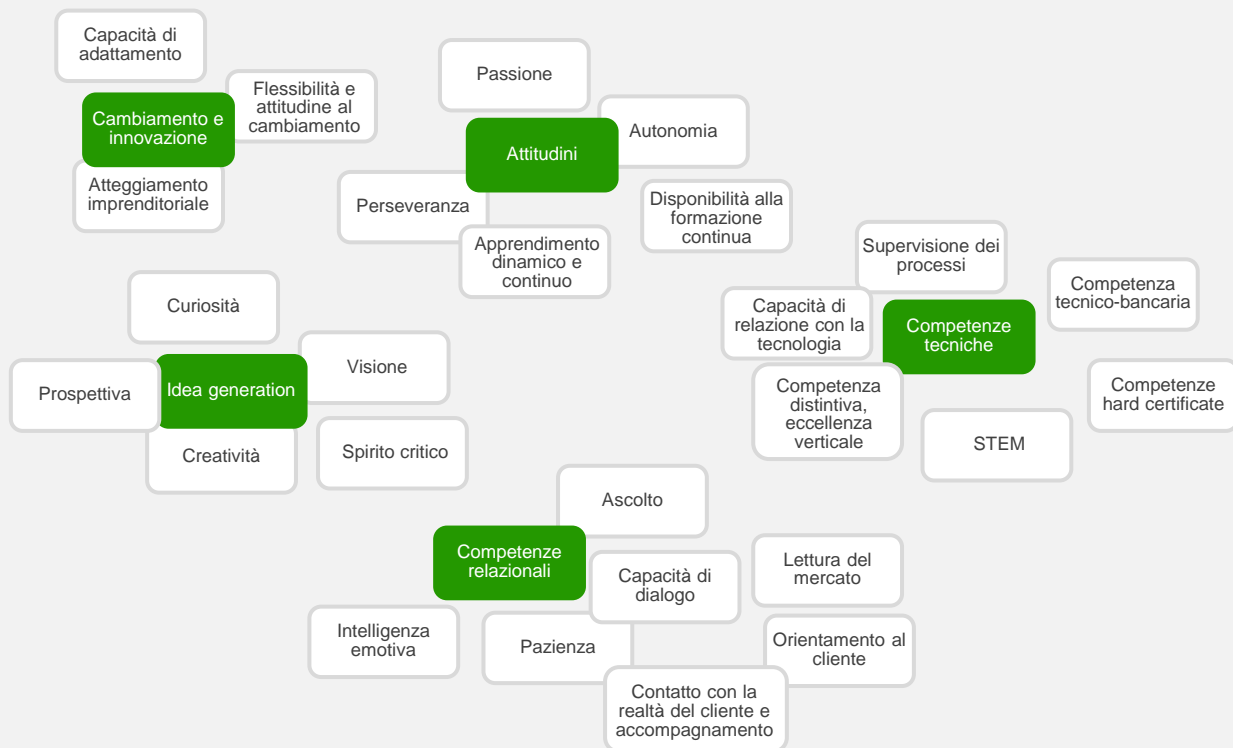 Capacità di
adattamento
Flessibilità e
attitudine al
cambiamento
Cambiamento e
innovazione
Atteggiamento
imprenditoriale
Passione
Autonomia
Attitudini
Perseveranza
Disponibilità alla
formazione
continua
Apprendimento
dinamico e
continuo
Supervisione dei
processi
Competenza
tecnico-bancaria
Capacità di
relazione con la
tecnologia
Competenze
tecniche
Competenza
distintiva,
eccellenza
verticale
Competenze
hard certificate
STEM
Curiosità
Visione
Prospettiva
Idea generation
Creatività
Spirito critico
Ascolto
Competenze
relazionali
Capacità di
dialogo
Lettura del
mercato
Intelligenza
emotiva
Pazienza
Orientamento al
cliente
Contatto con la
realtà del cliente e
accompagnamento